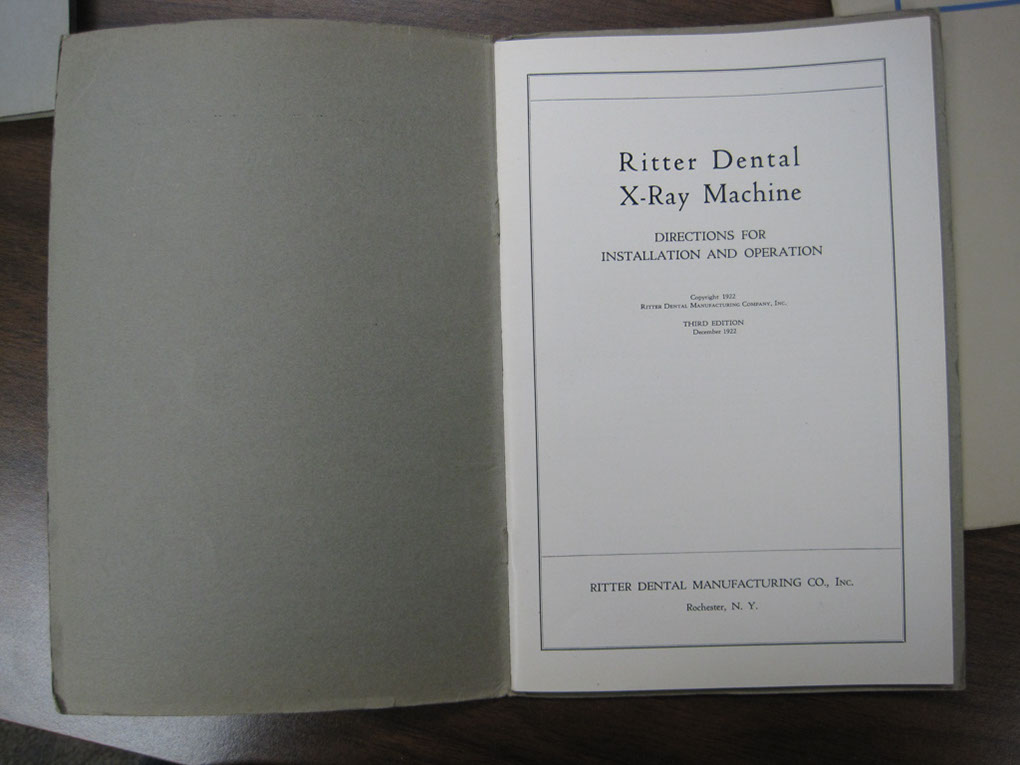 Ritter Dental
X-Ray Machine
DIRECTIONS FOR
INSTALLATION AND OPERATION
Copyright 1922
RITTER DENTAL MANUFACTURING COMPANY, INC.
THIRD EDITION
December 1922
RITTER DENTAL MANUFACTURING CO., INC.
Rochester, N. Y.